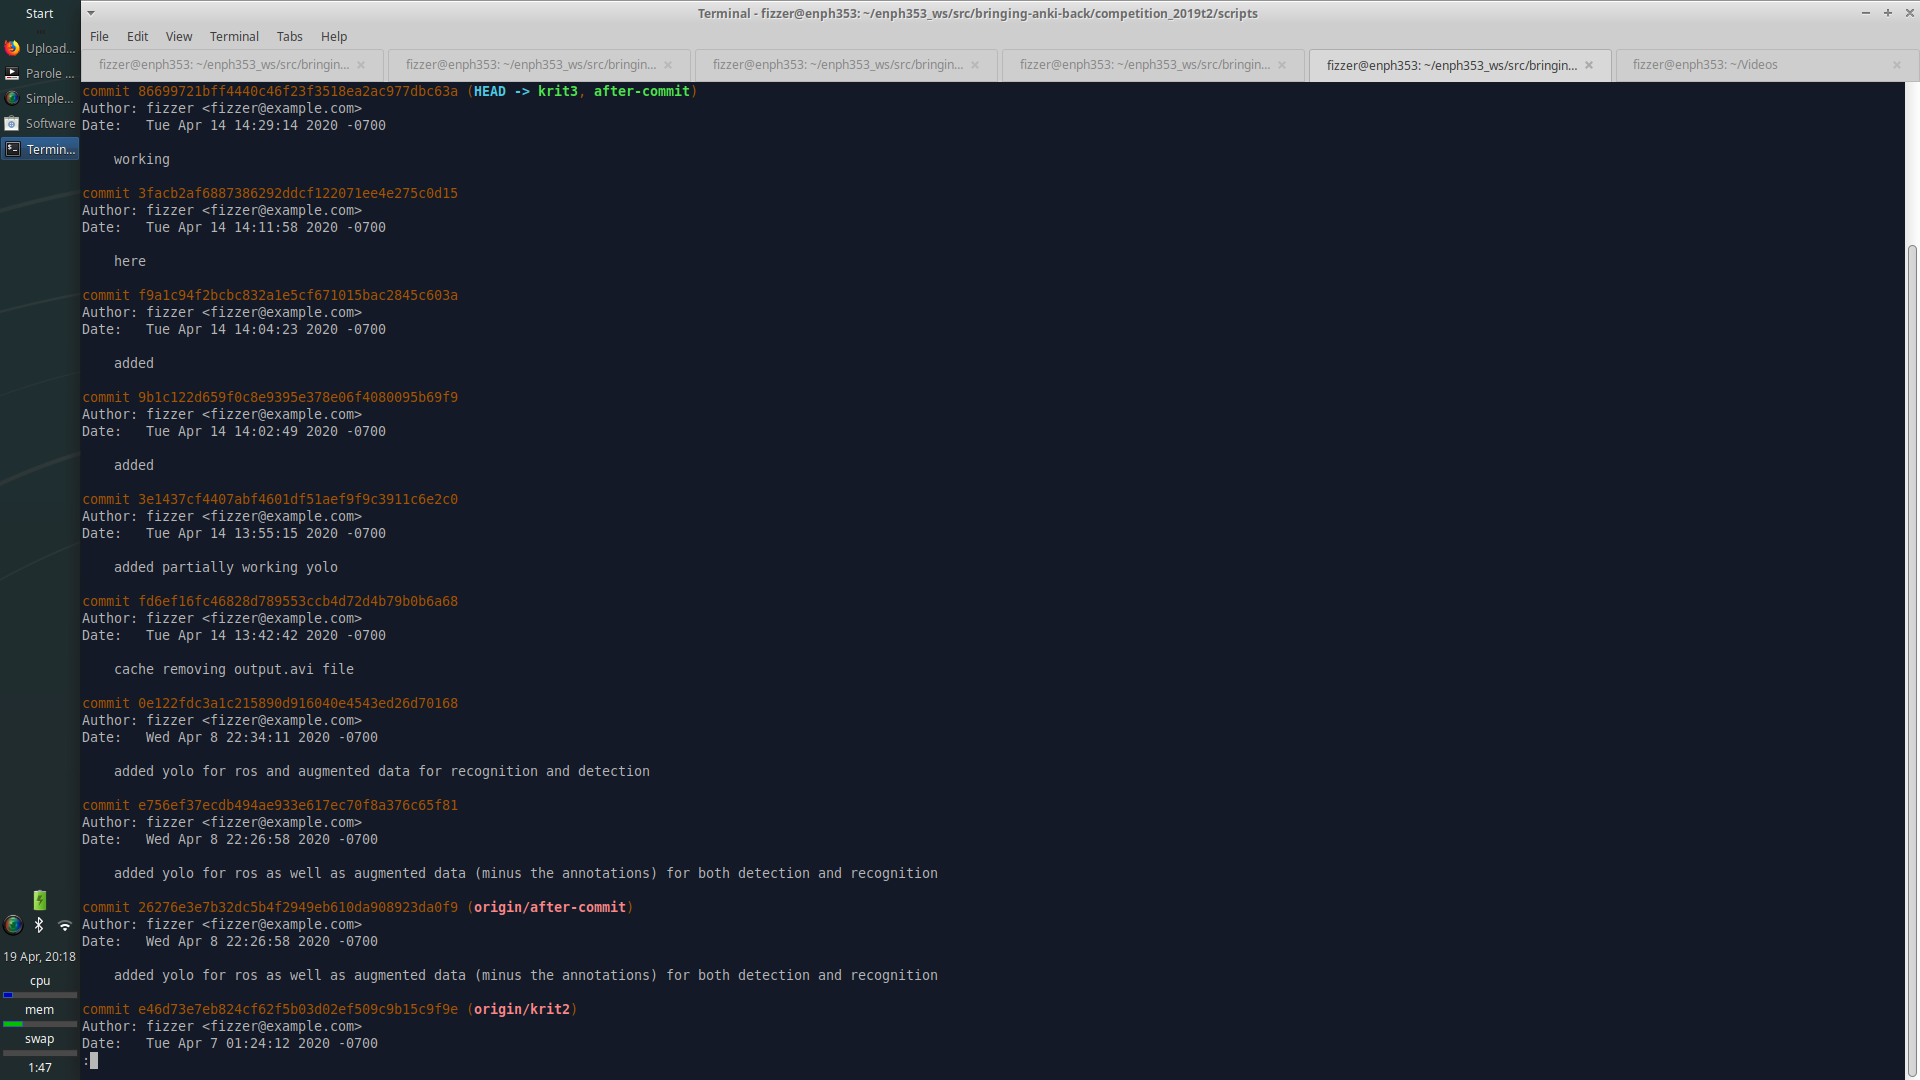 Start
Upload...
Parole ...
Simple...
Software
Termin...
Terminal - fizzer@enph353: ~/enph353_ws/src/bringing-anki-back/competition_2019t2/scripts
File Edit View Terminal Tabs Help
fizzer@enph353: ~/enph353_ws/src/bringin... fizzer@enph353: ~/enph353_ws/src/bringin... fizzer@enph353: ~/enph353_ws/src/bringin... fizzer@enph353: ~/enph353_ws/src/bringin... fizzer@enph353: ~/enph353_ws/src/bringin... fizzer@enph353: ~/Videos
commit 86699721bff4440c46f23f3518ea2ac977dbc63a (HEAD -> krit3, after-commit)
Author: fizzer <fizzer@example.com>
Date:   Tue Apr 14 14:29:14 2020 -0700
working
commit 3facb2af6887386292ddcf122071ee4e275c0d15
Author: fizzer <fizzer@example.com>
Date:   Tue Apr 14 14:11:58 2020 -0700
here
commit f9a1c94f2bcbc832a1e5cf671015bac2845c603a
Author: fizzer <fizzer@example.com>
Date:   Tue Apr 14 14:04:23 2020 -0700
added
commit 9b1c122d659f0c8e9395e378e06f4080095b69f9
Author: fizzer <fizzer@example.com>
Date:   Tue Apr 14 14:02:49 2020 -0700
added
commit 3e1437cf4407abf4601df51aef9f9c3911c6e2c0
Author: fizzer <fizzer@example.com>
Date:   Tue Apr 14 13:55:15 2020 -0700
added partially working yolo
commit fd6ef16fc46828d789553ccb4d72d4b79b0b6a68
Author: fizzer <fizzer@example.com>
Date:   Tue Apr 14 13:42:42 2020 -0700
cache removing output.avi file
commit 0e122fdc3a1c215890d916040e4543ed26d70168
Author: fizzer <fizzer@example.com>
Date:   Wed Apr 8 22:34:11 2020 -0700
added yolo for ros and augmented data for recognition and detection
commit e756ef37ecdb494ae933e617ec70f8a376c65f81
Author: fizzer <fizzer@example.com>
Date:   Wed Apr 8 22:26:58 2020 -0700
added yolo for ros as well as augmented data (minus the annotations) for both detection and recognition
commit 26276e3e7b32dc5b4f2949eb610da908923da0f9 (origin/after-commit)
Author: fizzer <fizzer@example.com>
Date:   Wed Apr 8 22:26:58 2020 -0700
added yolo for ros as well as augmented data (minus the annotations) for both detection and recognition
commit e46d73e7eb824cf62f5b03d02ef509c9b15c9f9e (origin/krit2)
Author: fizzer <fizzer@example.com>
Date:   Tue Apr 7 01:24:12 2020 -0700
:
19 Apr, 20:18
cpu
mem
swap
1:47